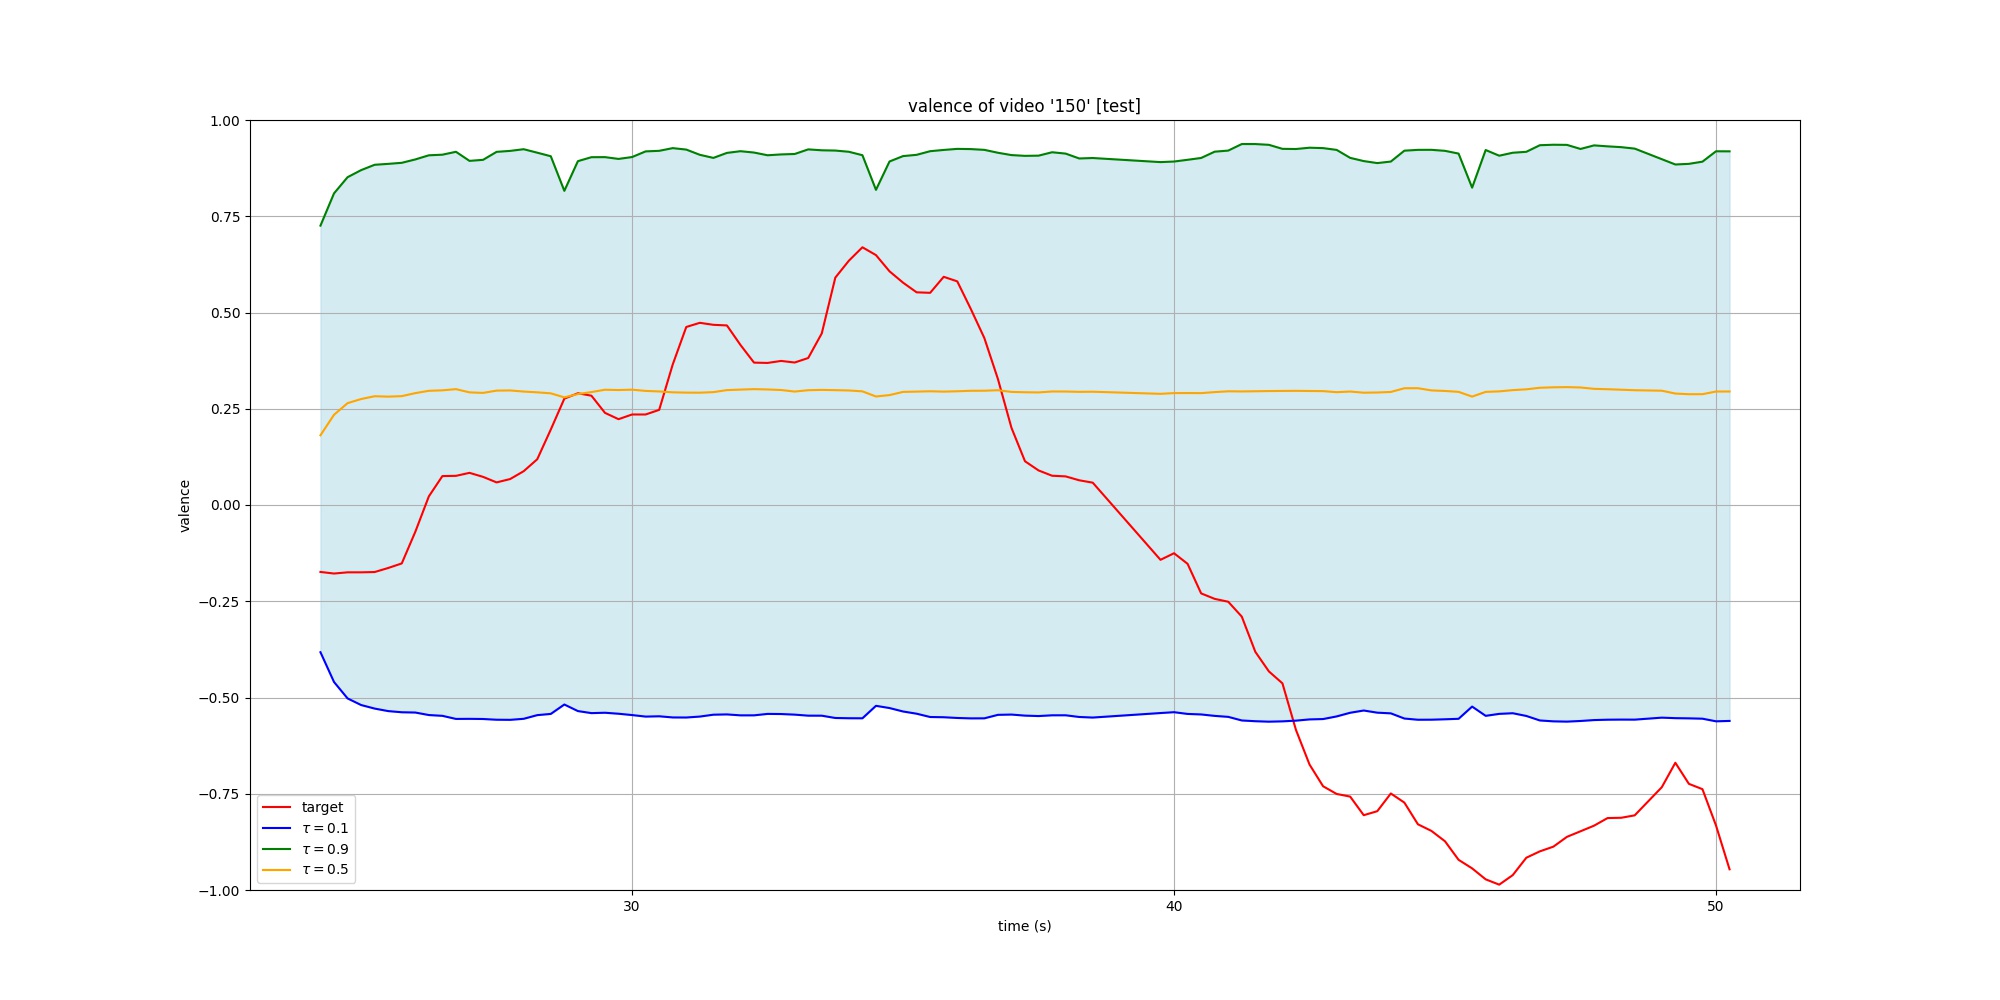 valence of video '150' [test]
1.00
0.75
0.50
0.25
0.00
−0.25
−0.50
−0.75
−1.00
valence
target
τ = 0.1
τ = 0.9
τ = 0.5
30
40
50
time (s)